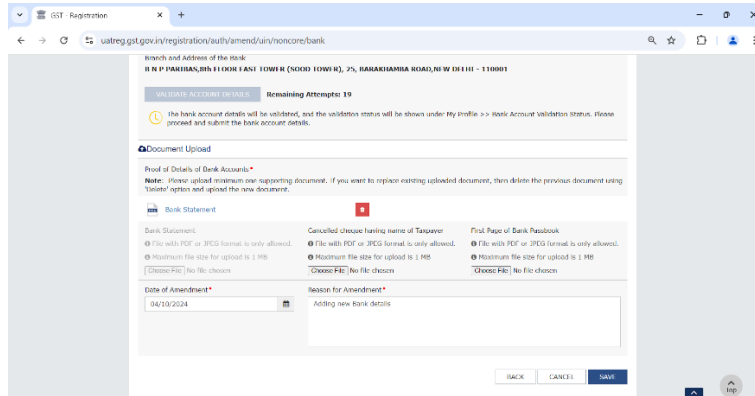 GST - Registration
uatreg.gst.gov.in/registration/auth/amend/uin/noncore/bank
Branch and Address of the Bank
B N P PARIBAS,8th FLOOR EAST TOWER (SOOD TOWER), 25, BARAKHAMBA ROAD,NEW DELHI - 110001
VALIDATE ACCOUNT DETAILS Remaining Attempts: 19
The bank account details will be validated, and the validation status will be shown under My Profile >> Bank Account Validation Status. Please
proceed and submit the bank account details.
Document Upload
Proof of Details of Bank Accounts*
Note: Please upload minimum one supporting document. If you want to replace existing uploaded document, then delete the previous document using
'Delete' option and upload the new document.
Bank Statement
Bank Statement Cancelled cheque having name of Taxpayer First Page of Bank Passbook
File with PDF or JPEG format is only allowed. File with PDF or JPEG format is only allowed. File with PDF or JPEG format is only allowed.
Maximum file size for upload is 1 MB Maximum file size for upload is 1 MB Maximum file size for upload is 1 MB
Choose File No file chosen Choose File No file chosen Choose File No file chosen
Date of Amendment* Reason for Amendment*
04/10/2024 Adding new Bank details
BACK CANCEL SAVE
Top